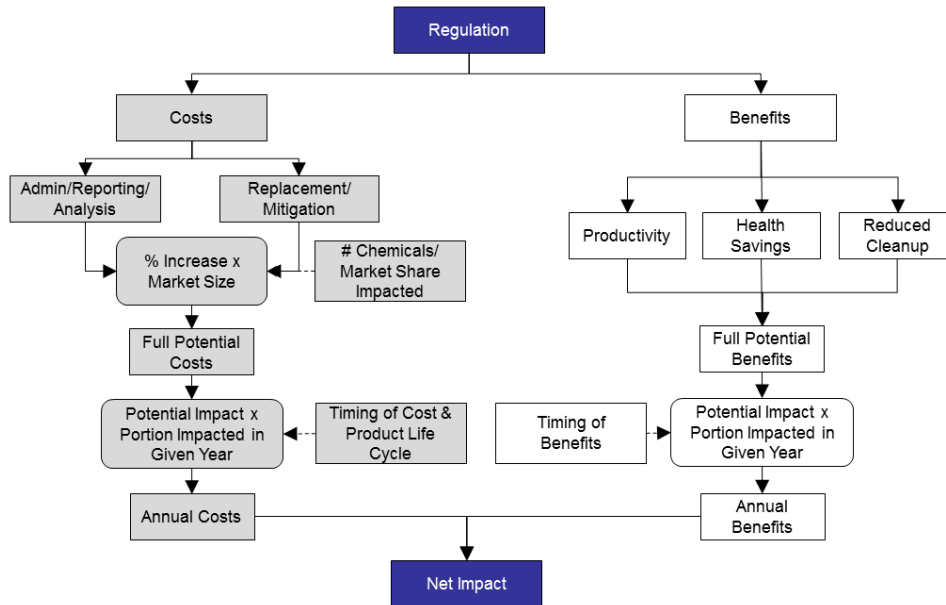 Regulation
Costs
Benefits
Admin/Reporting/
Analysis
Replacement/
Mitigation
Productivity
Health
Savings
Reduced
Cleanup
% Increase x
Market Size
# Chemicals/
Market Share
Impacted
Full Potential
Costs
Full Potential
Benefits
Potential Impact x
Portion Impacted in
Given Year
Timing of Cost &
Product Life
Cycle
Timing of
Benefits
Potential Impact x
Portion Impacted in
Given Year
Annual Costs
Annual
Benefits
Net Impact